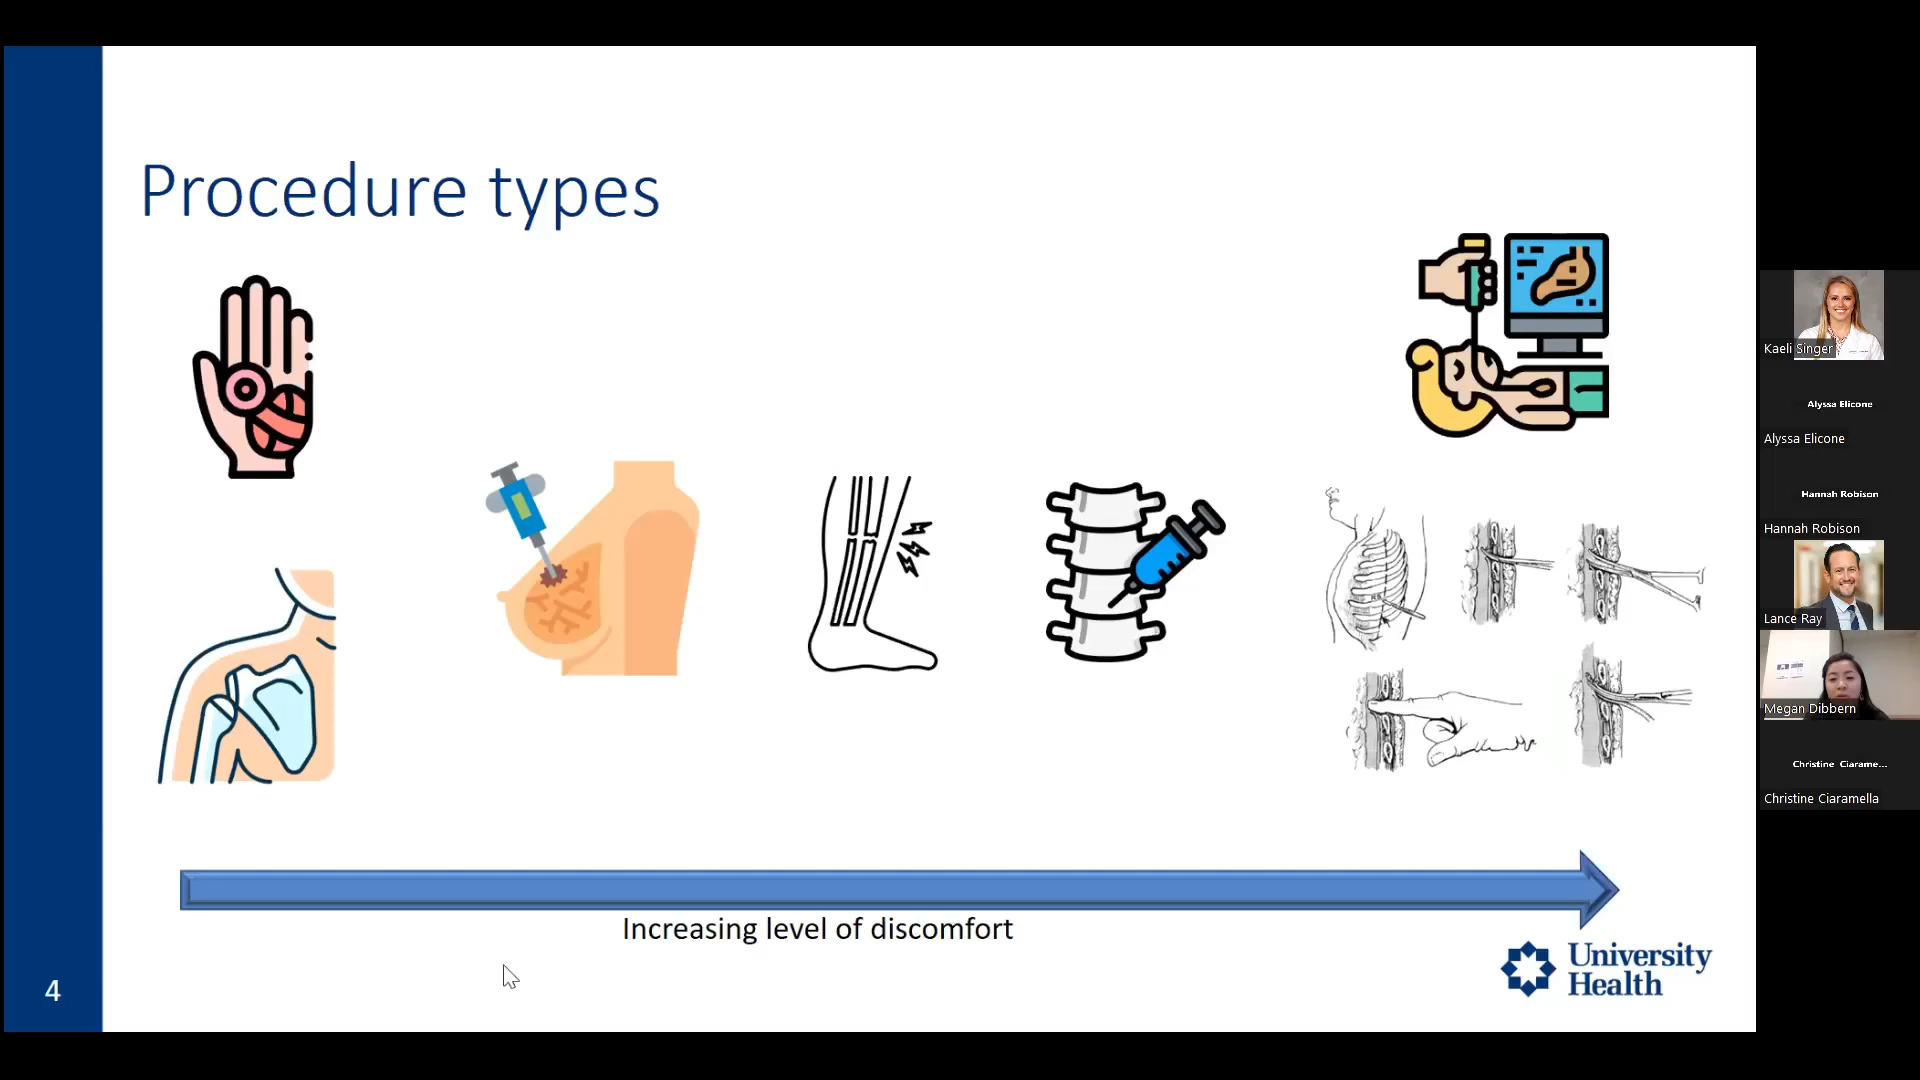 Procedure types
Increasing level of discomfort
4
University
Health
Kaeli Singer
Alyssa Elicone
Alyssa Elicone
Hannah Robison
Hannah Robison
Lance Ray
Megan Dibbern
Christine Ciarame...
Christine Ciaramella